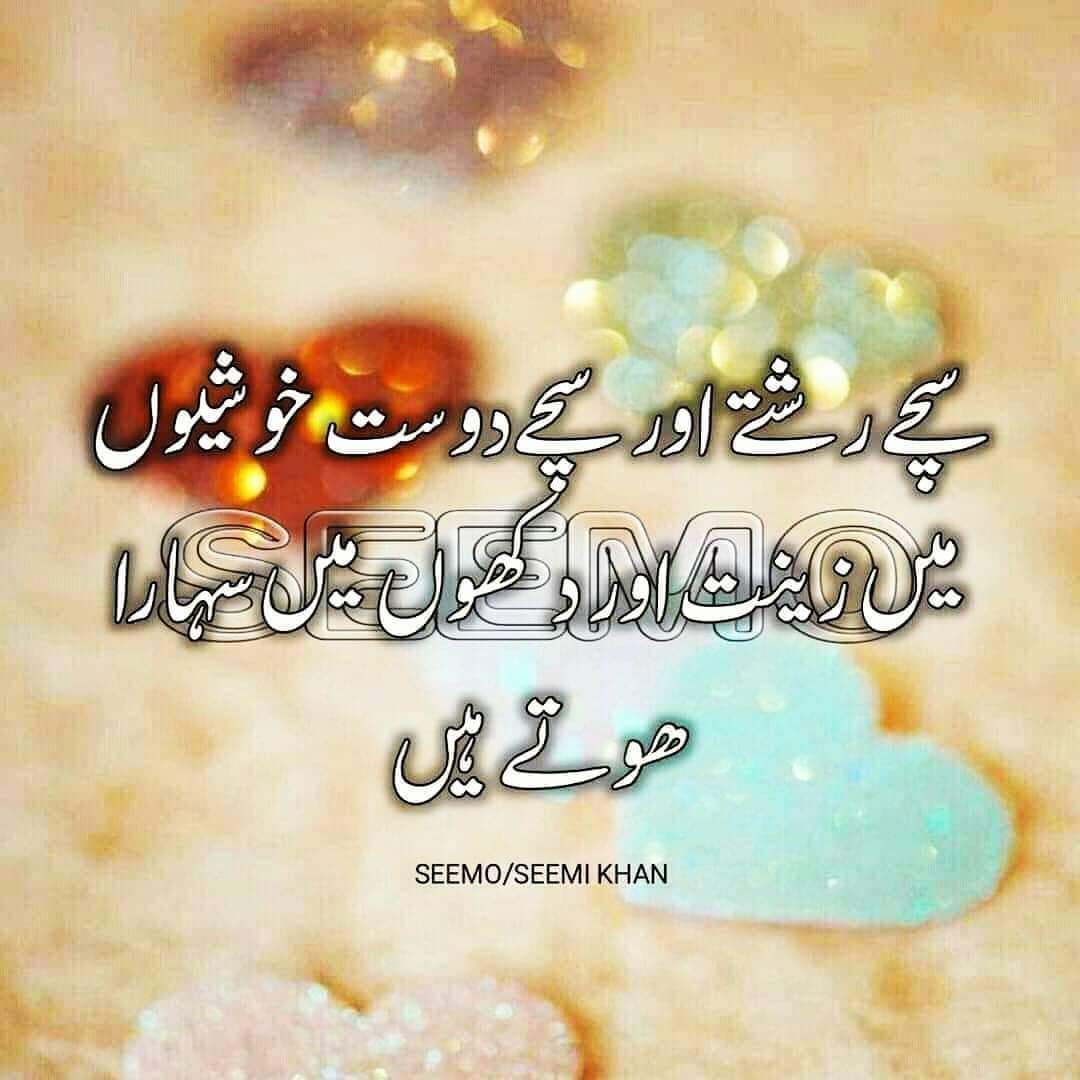 سچے رشتے اور سچے دوست خوشیوں
میں زینت اور دکھوں میں سہارا
SEEMO
ھوتے ہیں
SEEMO/SEEMI KHAN